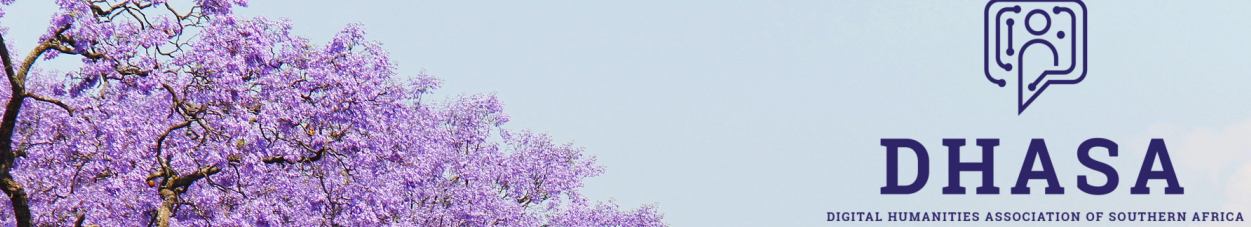 DHASA
DIGITAL HUMANITIES ASSOCIATION OF SOUTHERN AFRICA